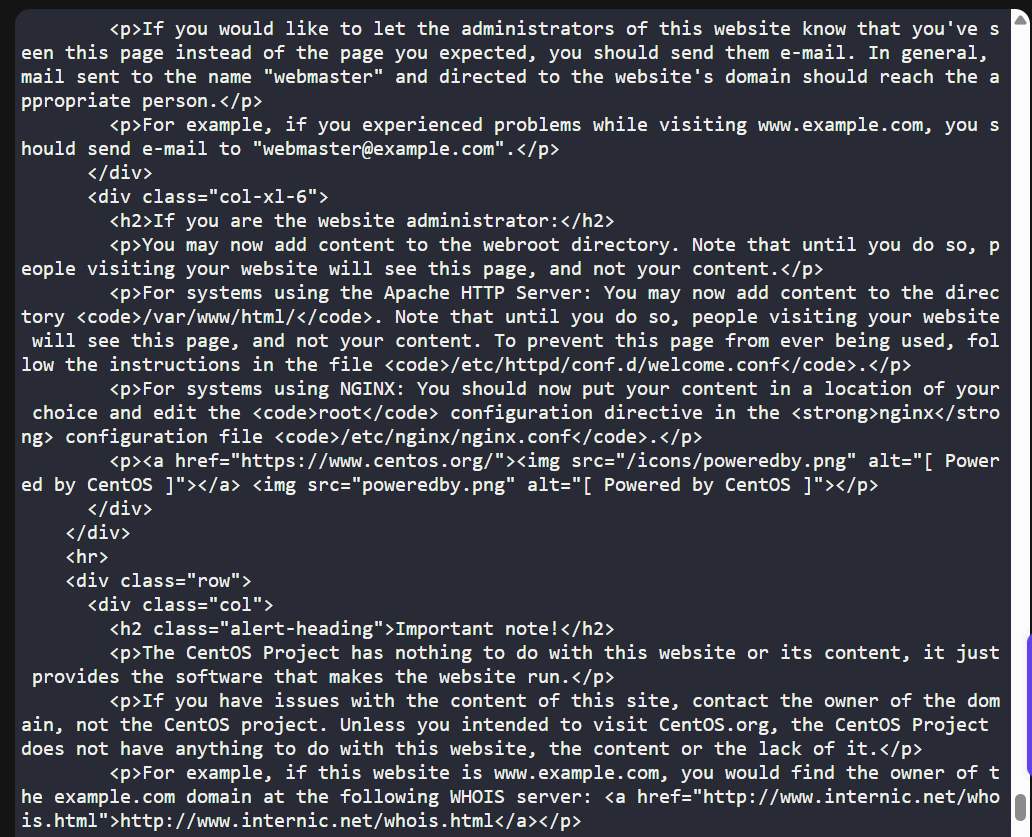 <p>If you would like to let the administrators of this website know that you've s
een this page instead of the page you expected, you should send them e-mail. In general,
mail sent to the name "webmaster" and directed to the website's domain should reach the a
ppropriate person.</p>
        <p>For example, if you experienced problems while visiting www.example.com, you s
hould send e-mail to "webmaster@example.com".</p>
      </div>
      <div class="col-xl-6">
        <h2>If you are the website administrator:</h2>
        <p>You may now add content to the webroot directory. Note that until you do so, p
eople visiting your website will see this page, and not your content.</p>
        <p>For systems using the Apache HTTP Server: You may now add content to the direc
tory <code>/var/www/html/</code>. Note that until you do so, people visiting your website
 will see this page, and not your content. To prevent this page from ever being used, fol
low the instructions in the file <code>/etc/httpd/conf.d/welcome.conf</code>.</p>
        <p>For systems using NGINX: You should now put your content in a location of your
 choice and edit the <code>root</code> configuration directive in the <strong>nginx</stro
ng> configuration file <code>/etc/nginx/nginx.conf</code>.</p>
        <p><a href="https://www.centos.org/"><img src="/icons/poweredby.png" alt="[ Power
ed by CentOS ]"></a> <img src="poweredby.png" alt="[ Powered by CentOS ]"></p>
      </div>
    </div>
    <hr>
    <div class="row">
      <div class="col">
        <h2 class="alert-heading">Important note!</h2>
        <p>The CentOS Project has nothing to do with this website or its content, it just
 provides the software that makes the website run.</p>
        <p>If you have issues with the content of this site, contact the owner of the dom
ain, not the CentOS project. Unless you intended to visit CentOS.org, the CentOS Project
does not have anything to do with this website, the content or the lack of it.</p>
        <p>For example, if this website is www.example.com, you would find the owner of t
he example.com domain at the following WHOIS server: <a href="http://www.internic.net/who
is.html">http://www.internic.net/whois.html</a></p>